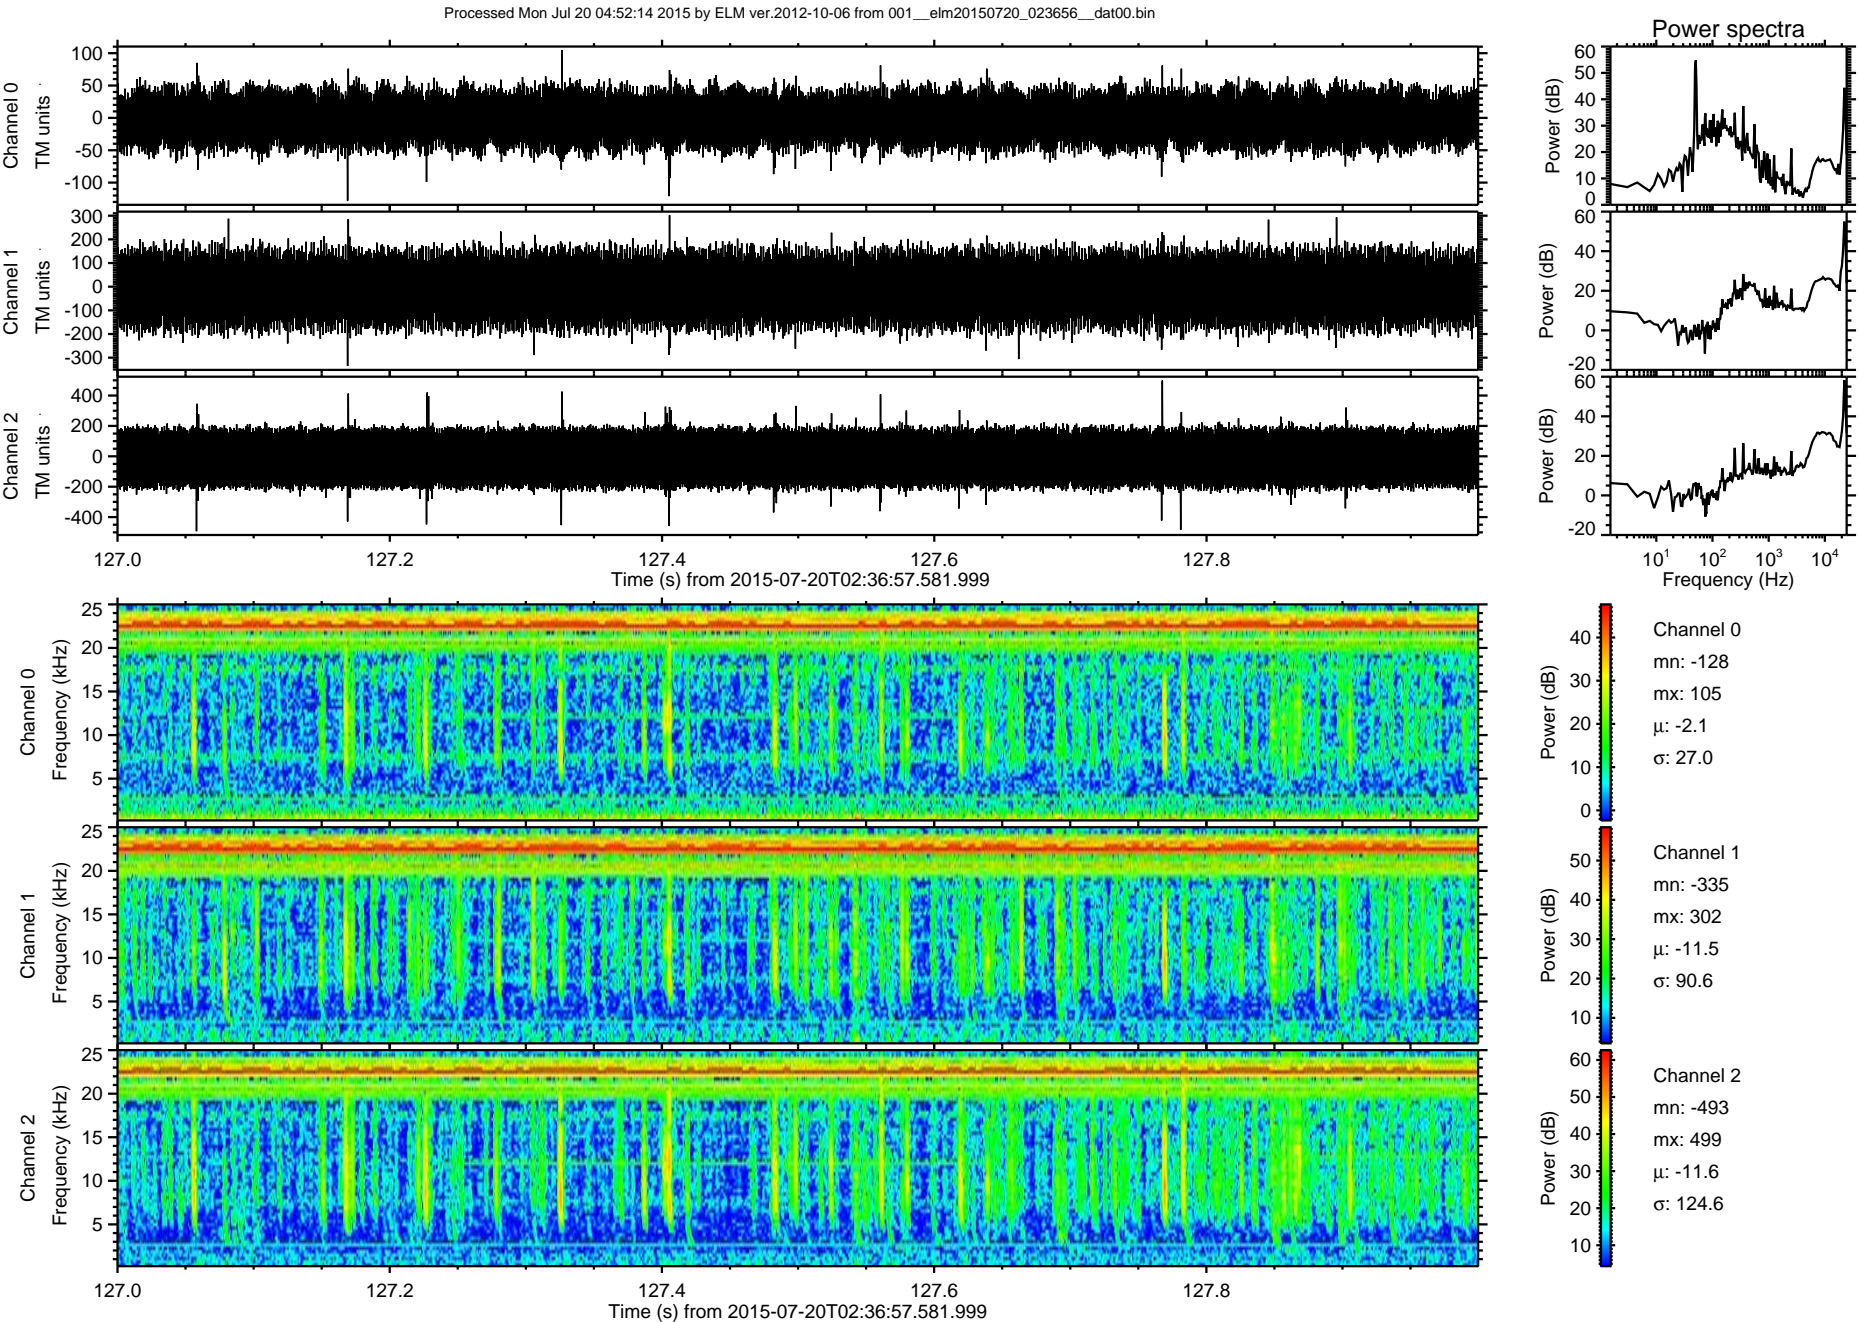 Processed Mon Jul 20 04:52:14 2015 by ELM ver.2012-10-06 from 001__elm20150720_023656__dat00.bin
Power spectra
Channel 0
TM units
100
50
0
-50
-100
Power (dB)
60
50
40
30
20
10
0
Channel 1
TM units
300
200
100
0
-100
-200
-300
Power (dB)
60
40
20
0
-20
Channel 2
TM units
400
200
0
-200
-400
Power (dB)
60
40
20
0
-20
127.0 127.2 127.4 127.6 127.8
Time (s) from 2015-07-20T02:36:57.581.999
10¹ 10² 10³ 10⁴
Frequency (Hz)
Channel 0
Frequency (kHz)
25
20
15
10
5
Power (dB)
40
30
20
10
0
Channel 0
mn: -128
mx: 105
μ: -2.1
σ: 27.0
Channel 1
Frequency (kHz)
25
20
15
10
5
Power (dB)
50
40
30
20
10
Channel 1
mn: -335
mx: 302
μ: -11.5
σ: 90.6
Channel 2
Frequency (kHz)
25
20
15
10
5
Power (dB)
60
50
40
30
20
10
Channel 2
mn: -493
mx: 499
μ: -11.6
σ: 124.6
127.0 127.2 127.4 127.6 127.8
Time (s) from 2015-07-20T02:36:57.581.999